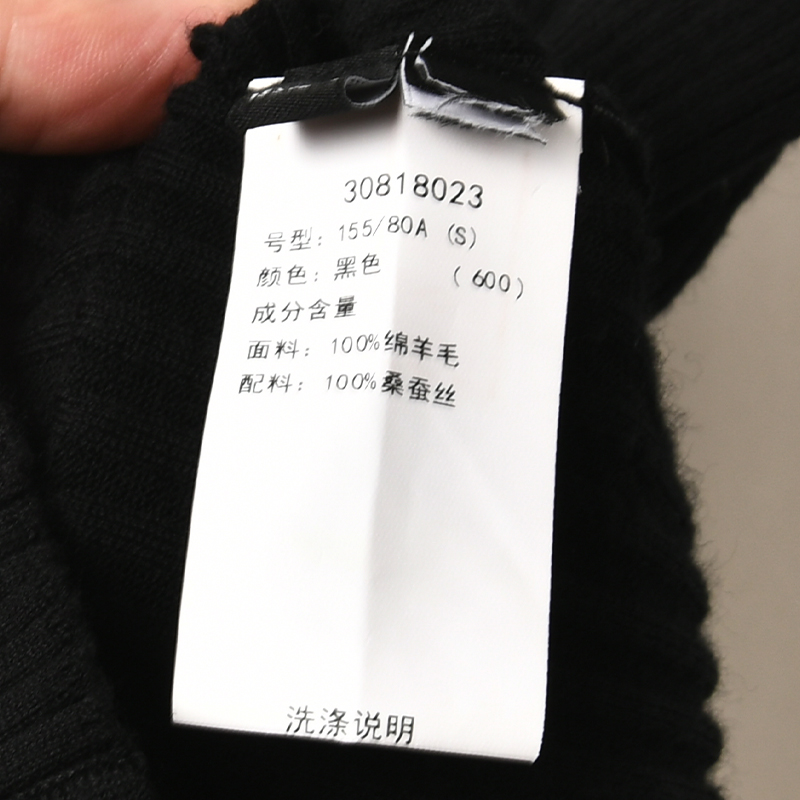 30818023
号型: 155/80A (S)
颜色: 黑色 (600)
成分含量
面料: 100%绵羊毛
配料: 100%桑蚕丝
洗涤说明